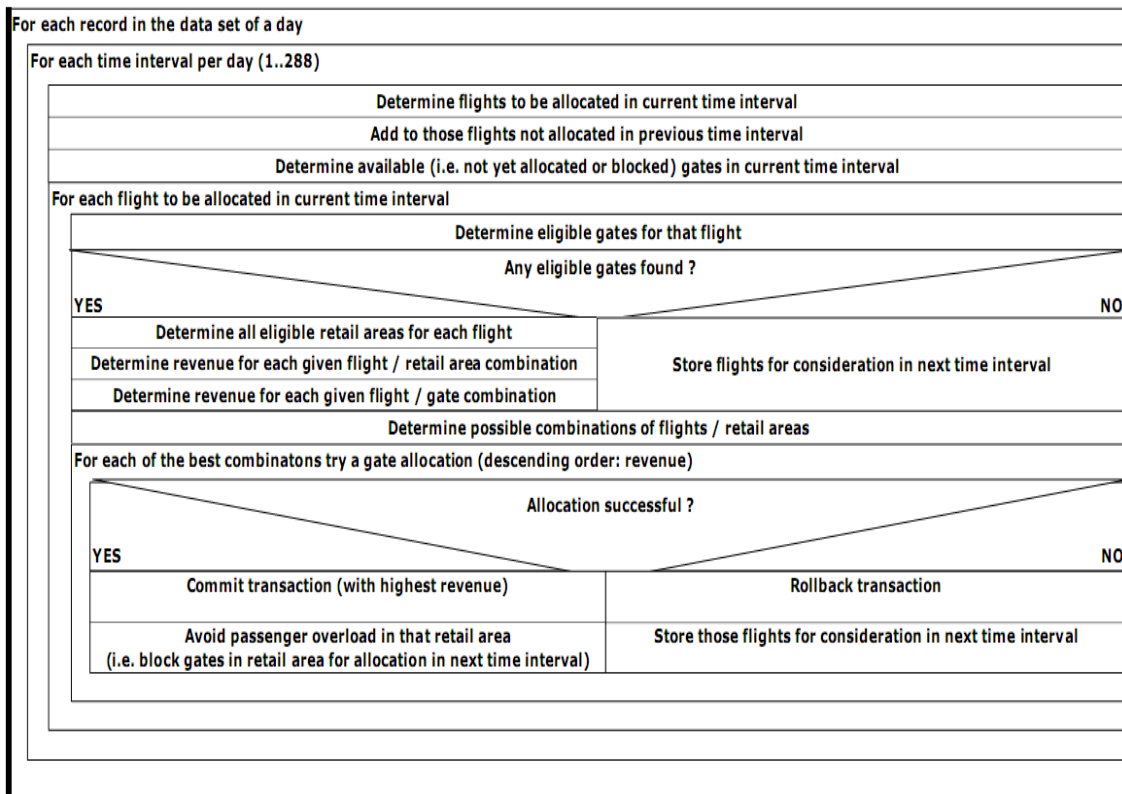 For each record in the data set of a day
For each time interval per day (1..288)
Determine flights to be allocated in current time interval
Add to those flights not allocated in previous time interval
Determine available (i.e. not yet allocated or blocked) gates in current time interval
For each flight to be allocated in current time interval
Determine eligible gates for that flight
Any eligible gates found ?
YES
NO
Determine all eligible retail areas for each flight
Determine revenue for each given flight / retail area combination
Store flights for consideration in next time interval
Determine revenue for each given flight / gate combination
Determine possible combinations of flights / retail areas
For each of the best combinatons try a gate allocation (descending order: revenue)
Allocation successful ?
YES
NO
Commit transaction (with highest revenue)
Rollback transaction
Avoid passenger overload in that retail area
(i.e. block gates in retail area for allocation in next time interval)
Store those flights for consideration in next time interval